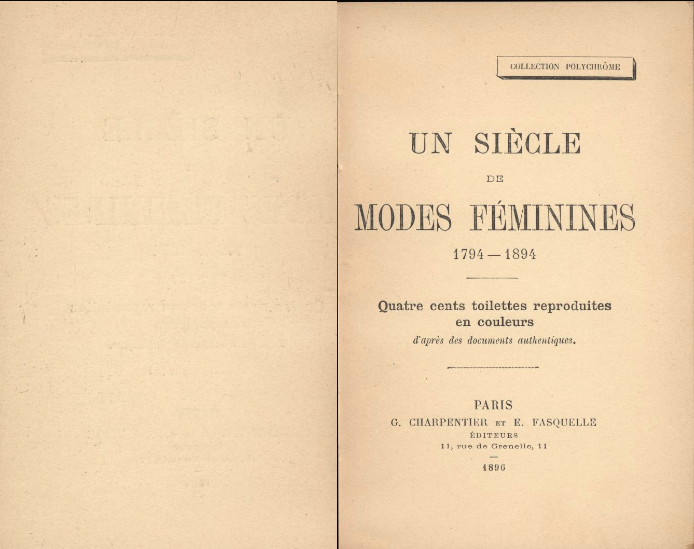 COLLECTION POLYCHRÔME
UN SIÈCLE
DE
MODES FÉMININES
1794 — 1894
Quatre cents toilettes reproduites
en couleurs
d'après des documents authentiques.
PARIS
G. CHARPENTIER ET E. FASQUELLE
ÉDITEURS
11, rue de Grenelle, 11
1896